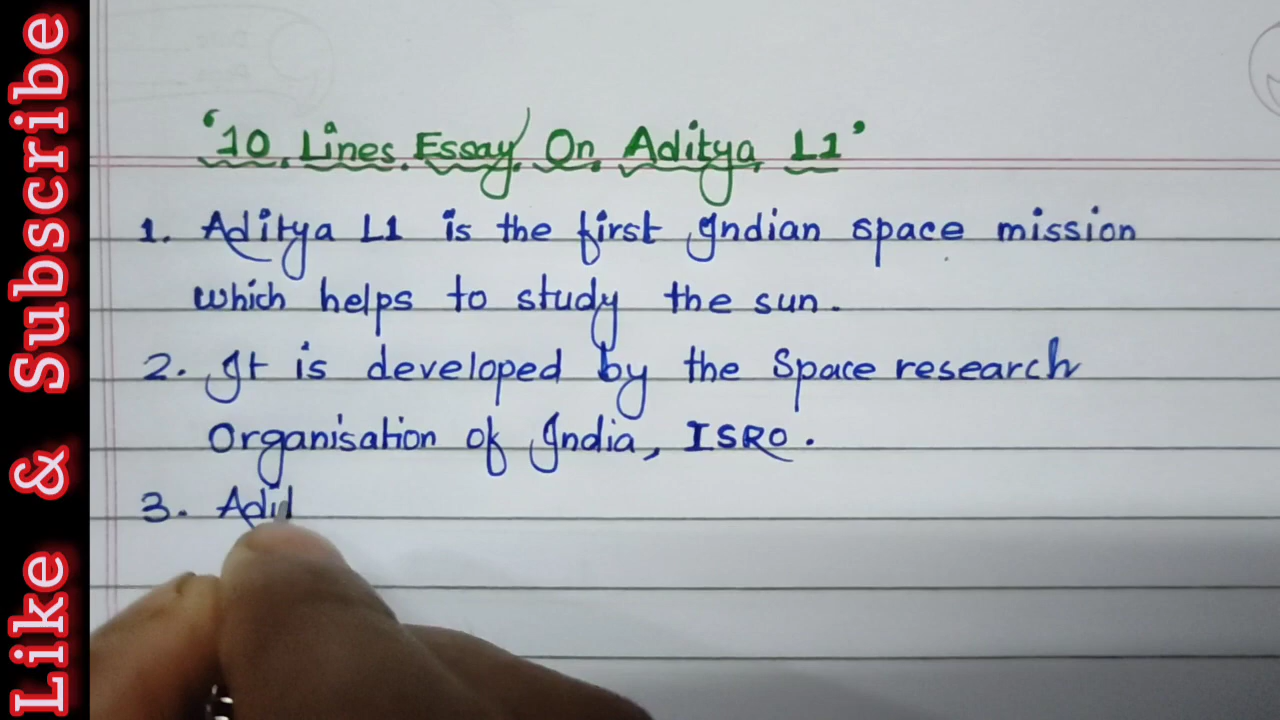 Like & Subscribe
'10 Lines Essay On Aditya L1'
1. Aditya L1 is the first Indian space mission
which helps to study the sun.
2. It is developed by the Space research
Organisation of India, ISRO.
3. Adit